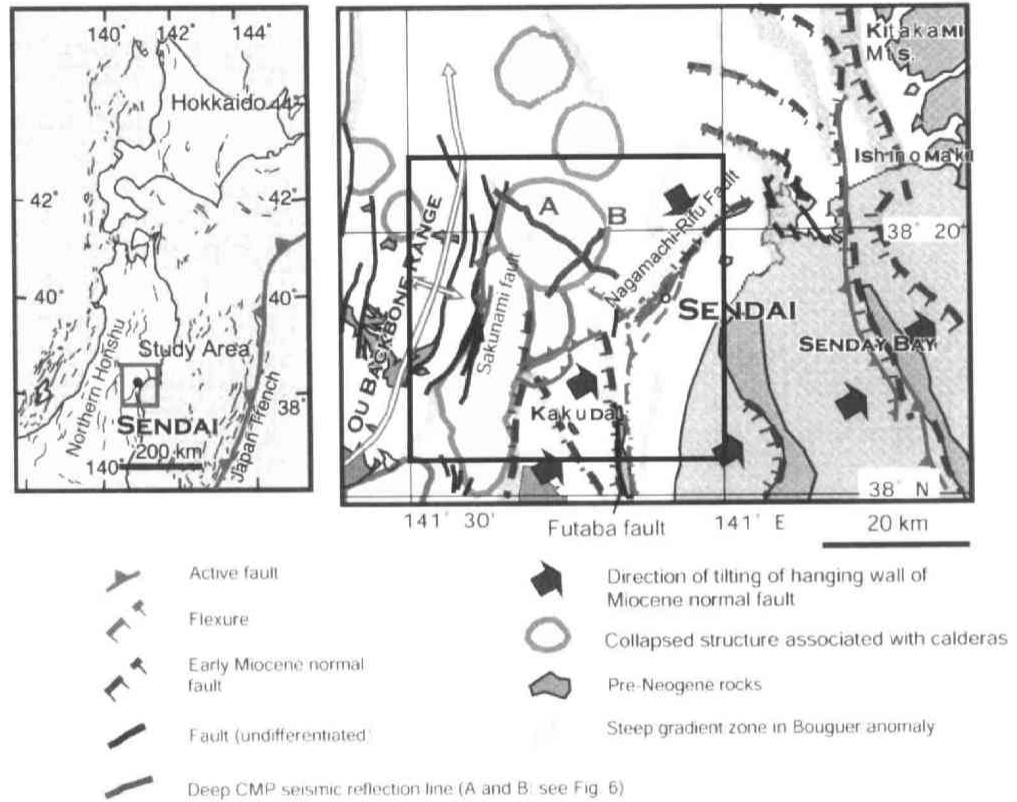 140° 142° 144°
Hokkaido 44°
42° 42°
40° 40°
Study Area
Northern Honshu
SENDAI
38°
Japan Trench
200 km
140°
Kitakami
Mts.
Ishinomaki
A
B
38° 20'
Nagamachi-Rifu Fault
OU BACKBONE RANGE
Sakunami fault
SENDAI
SENDAY BAY
Kakuda
38° N
141° 30'
Futaba fault
141° E
20 km
Active fault
Flexure
Early Miocene normal
fault
Fault (undifferentiated)
Deep CMP seismic reflection line (A and B: see Fig. 6)
Direction of tilting of hanging wall of
Miocene normal fault
Collapsed structure associated with calderas
Pre-Neogene rocks
Steep gradient zone in Bouguer anomaly